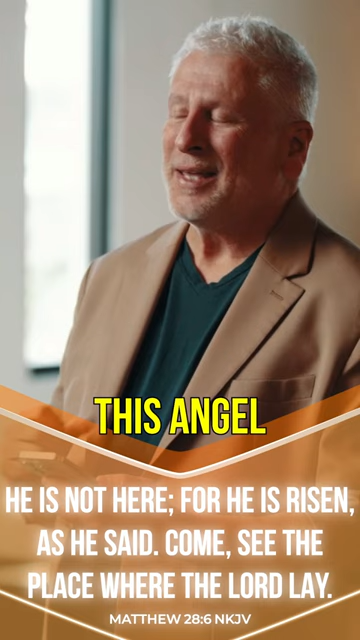 THIS ANGEL
HE IS NOT HERE; FOR HE IS RISEN,
AS HE SAID. COME, SEE THE
PLACE WHERE THE LORD LAY.
MATTHEW 28:6 NKJV